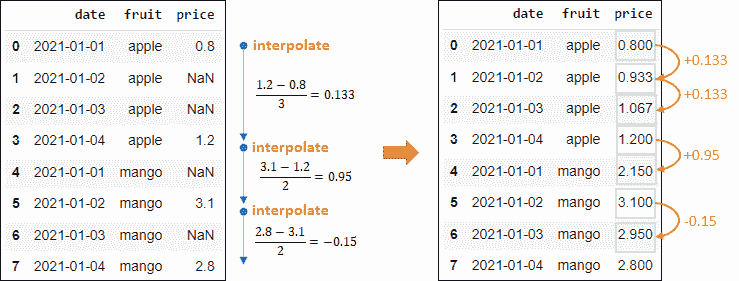 date fruit price
0 2021-01-01 apple 0.8
1 2021-01-02 apple NaN
2 2021-01-03 apple NaN
3 2021-01-04 apple 1.2
4 2021-01-01 mango NaN
5 2021-01-02 mango 3.1
6 2021-01-03 mango NaN
7 2021-01-04 mango 2.8
interpolate
(1.2 − 0.8)/3 = 0.133
interpolate
(3.1 − 1.2)/2 = 0.95
interpolate
(2.8 − 3.1)/2 = −0.15
date fruit price
0 2021-01-01 apple 0.800
1 2021-01-02 apple 0.933
2 2021-01-03 apple 1.067
3 2021-01-04 apple 1.200
4 2021-01-01 mango 2.150
5 2021-01-02 mango 3.100
6 2021-01-03 mango 2.950
7 2021-01-04 mango 2.800
+0.133
+0.133
+0.95
-0.15